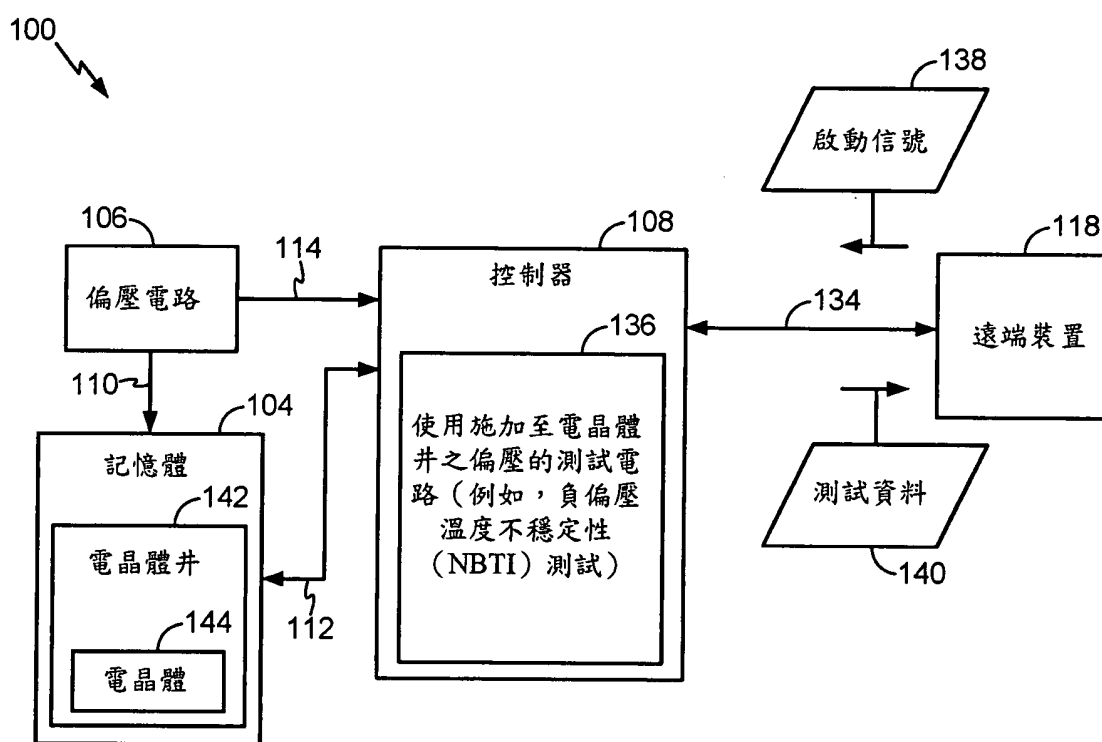 100
138
啟動信號
106
偏壓電路
114
108
控制器
118
遠端裝置
134
136
110
104
記憶體
使用施加至電晶體
井之偏壓的測試電
路（例如，負偏壓
溫度不穩定性
（NBTI）測試）
142
電晶體井
測試資料
112
140
144
電晶體